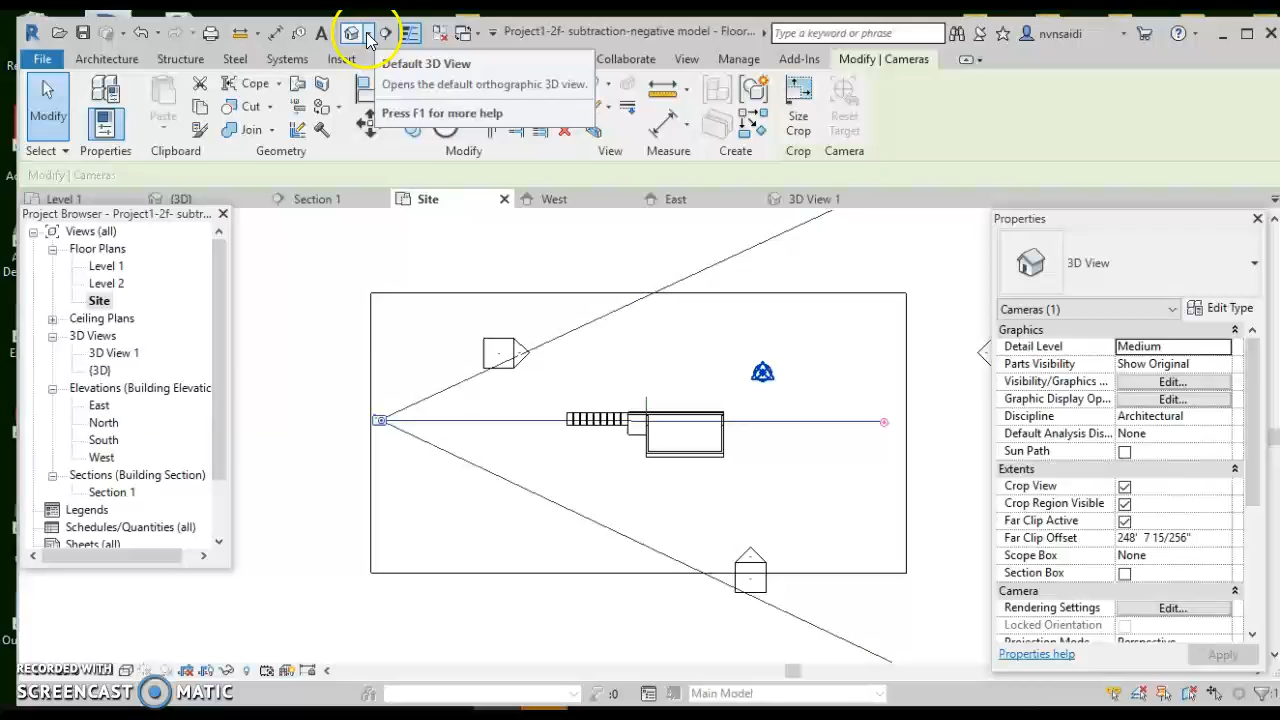 Project1-2f- subtraction-negative model - Floor...
Type a keyword or phrase
nvnsaidi
File
Architecture
Structure
Steel
Systems
Insert
Collaborate
View
Manage
Add-Ins
Modify | Cameras
Default 3D View
Opens the default orthographic 3D view.
Press F1 for more help
Modify
Paste
Cope
Cut
Join
Size
Crop
Reset
Target
Select
Properties
Clipboard
Geometry
Modify
View
Measure
Create
Crop
Camera
Modify | Cameras
Level 1
{3D}
Section 1
Site
West
East
3D View 1
Project Browser - Project1-2f- subtr...
Views (all)
Floor Plans
Level 1
Level 2
Site
Ceiling Plans
3D Views
3D View 1
{3D}
Elevations (Building Elevatic
East
North
South
West
Sections (Building Section)
Section 1
Legends
Schedules/Quantities (all)
Sheets (all)
Properties
3D View
Cameras (1)
Edit Type
Graphics
Detail Level Medium
Parts Visibility Show Original
Visibility/Graphics ... Edit...
Graphic Display Op... Edit...
Discipline Architectural
Default Analysis Dis... None
Sun Path
Extents
Crop View
Crop Region Visible
Far Clip Active
Far Clip Offset 248' 7 15/256"
Scope Box None
Section Box
Camera
Rendering Settings Edit...
Locked Orientation
Projection Mode Perspective
Properties help
Apply
RECORDED WITH
SCREENCAST MATIC
:0
Main Model